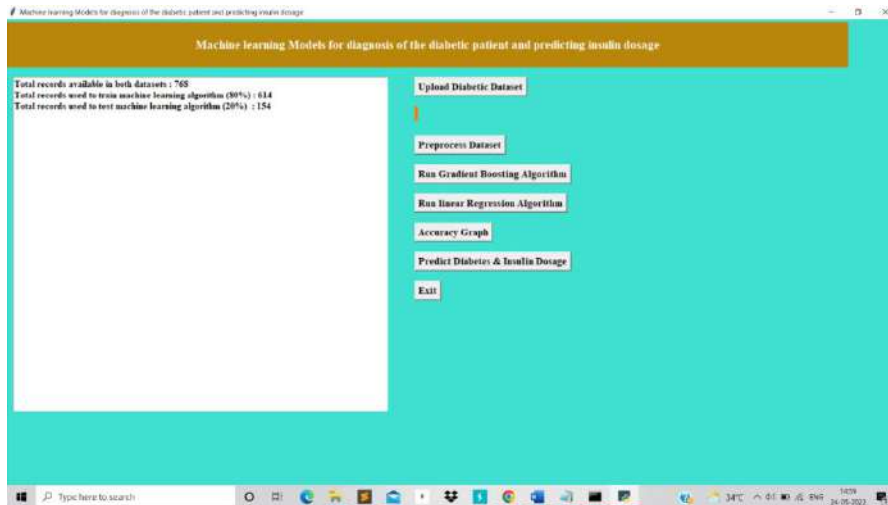 Machine learning Models for diagnosis of the diabetic patient and predicting insulin dosage
Machine learning Models for diagnosis of the diabetic patient and predicting insulin dosage
Total records available in both datasets : 768
Total records used to train machine learning algorithm (80%) : 614
Total records used to test machine learning algorithm (20%) : 154
Upload Diabetic Dataset
Preprocess Dataset
Run Gradient Boosting Algorithm
Run linear Regression Algorithm
Accuracy Graph
Predict Diabetes & Insulin Dosage
Exit
Type here to search
34°C
ENG
24-05-2023